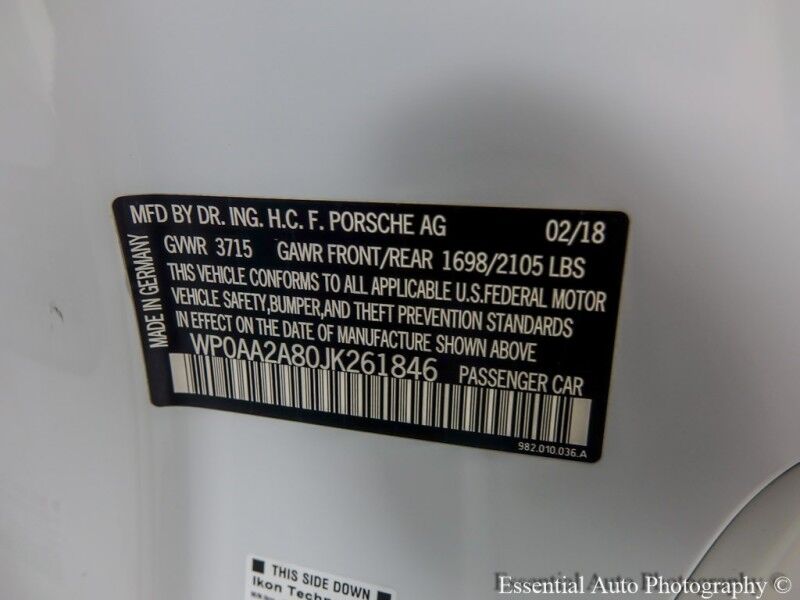 MFD BY DR. ING. H.C. F. PORSCHE AG 02/18
GVWR 3715 GAWR FRONT/REAR 1698/2105 LBS
THIS VEHICLE CONFORMS TO ALL APPLICABLE U.S.FEDERAL MOTOR
VEHICLE SAFETY,BUMPER,AND THEFT PREVENTION STANDARDS
IN EFFECT ON THE DATE OF MANUFACTURE SHOWN ABOVE
MADE IN GERMANY
WP0AA2A80JK261846 PASSENGER CAR
982.010.036.A
THIS SIDE DOWN
Ikon
Essential Auto Photography ©